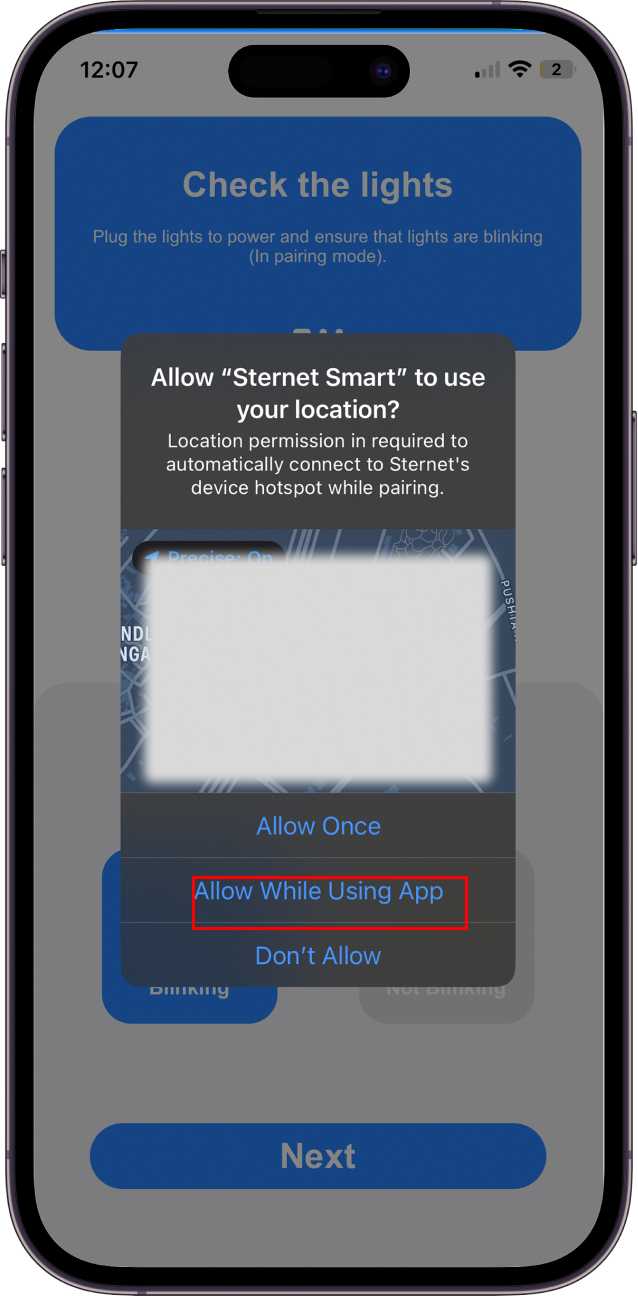 12:07
2
Check the lights
Plug the lights to power and ensure that lights are blinking
(In pairing mode).
Allow “Sternet Smart” to use
your location?
Location permission in required to
automatically connect to Sternet's
device hotspot while pairing.
Precise: On
NDL
NGA
PUSHTA
Allow Once
Allow While Using App
Don’t Allow
Blinking
Not Blinking
Next